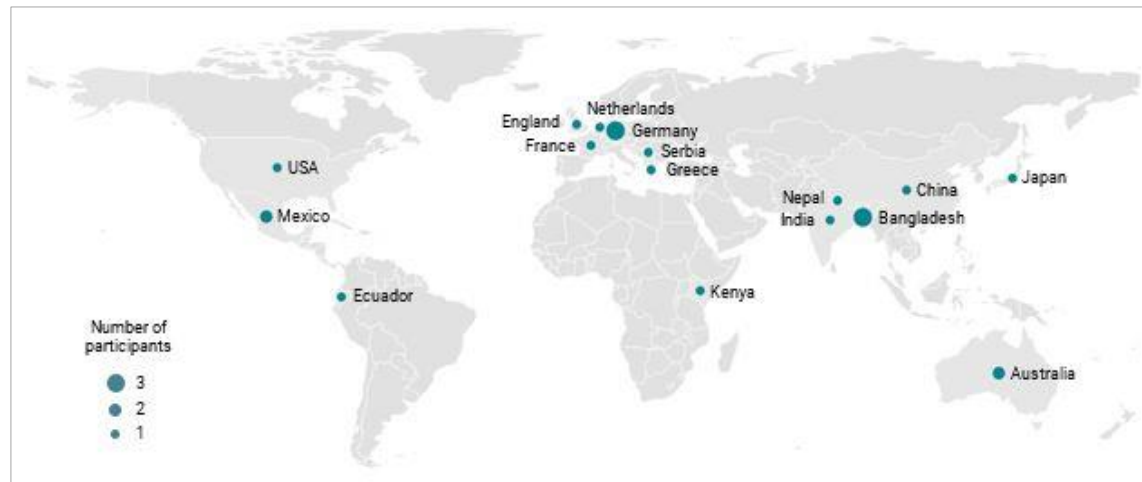 Netherlands
England
Germany
France
Serbia
Greece
USA
Japan
China
Nepal
Mexico
India
Bangladesh
Kenya
Ecuador
Number of
participants
3
2
1
Australia